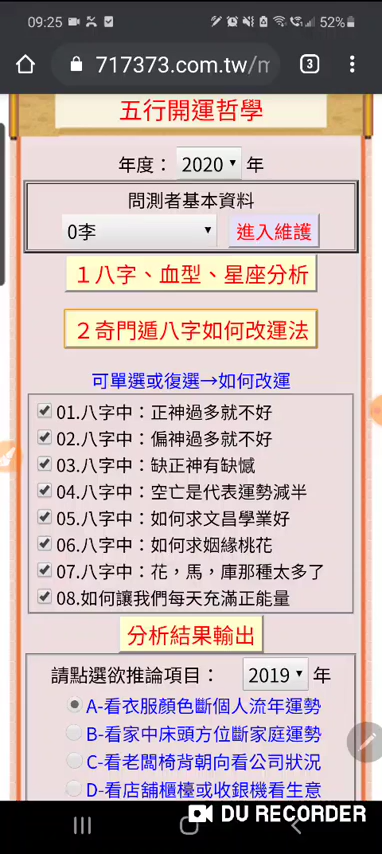 09:25 52%
717373.com.tw/m 3
五行開運哲學
年度： 2020 年
問測者基本資料
0李 進入維護
１八字、血型、星座分析
２奇門遁八字如何改運法
可單選或復選→如何改運
01.八字中：正神過多就不好
02.八字中：偏神過多就不好
03.八字中：缺正神有缺憾
04.八字中：空亡是代表運勢減半
05.八字中：如何求文昌學業好
06.八字中：如何求姻緣桃花
07.八字中：花，馬，庫那種太多了
08.如何讓我們每天充滿正能量
分析結果輸出
請點選欲推論項目： 2019 年
A-看衣服顏色斷個人流年運勢
B-看家中床頭方位斷家庭運勢
C-看老闆椅背朝向看公司狀況
D-看店舖櫃檯或收銀機看生意
DU RECORDER